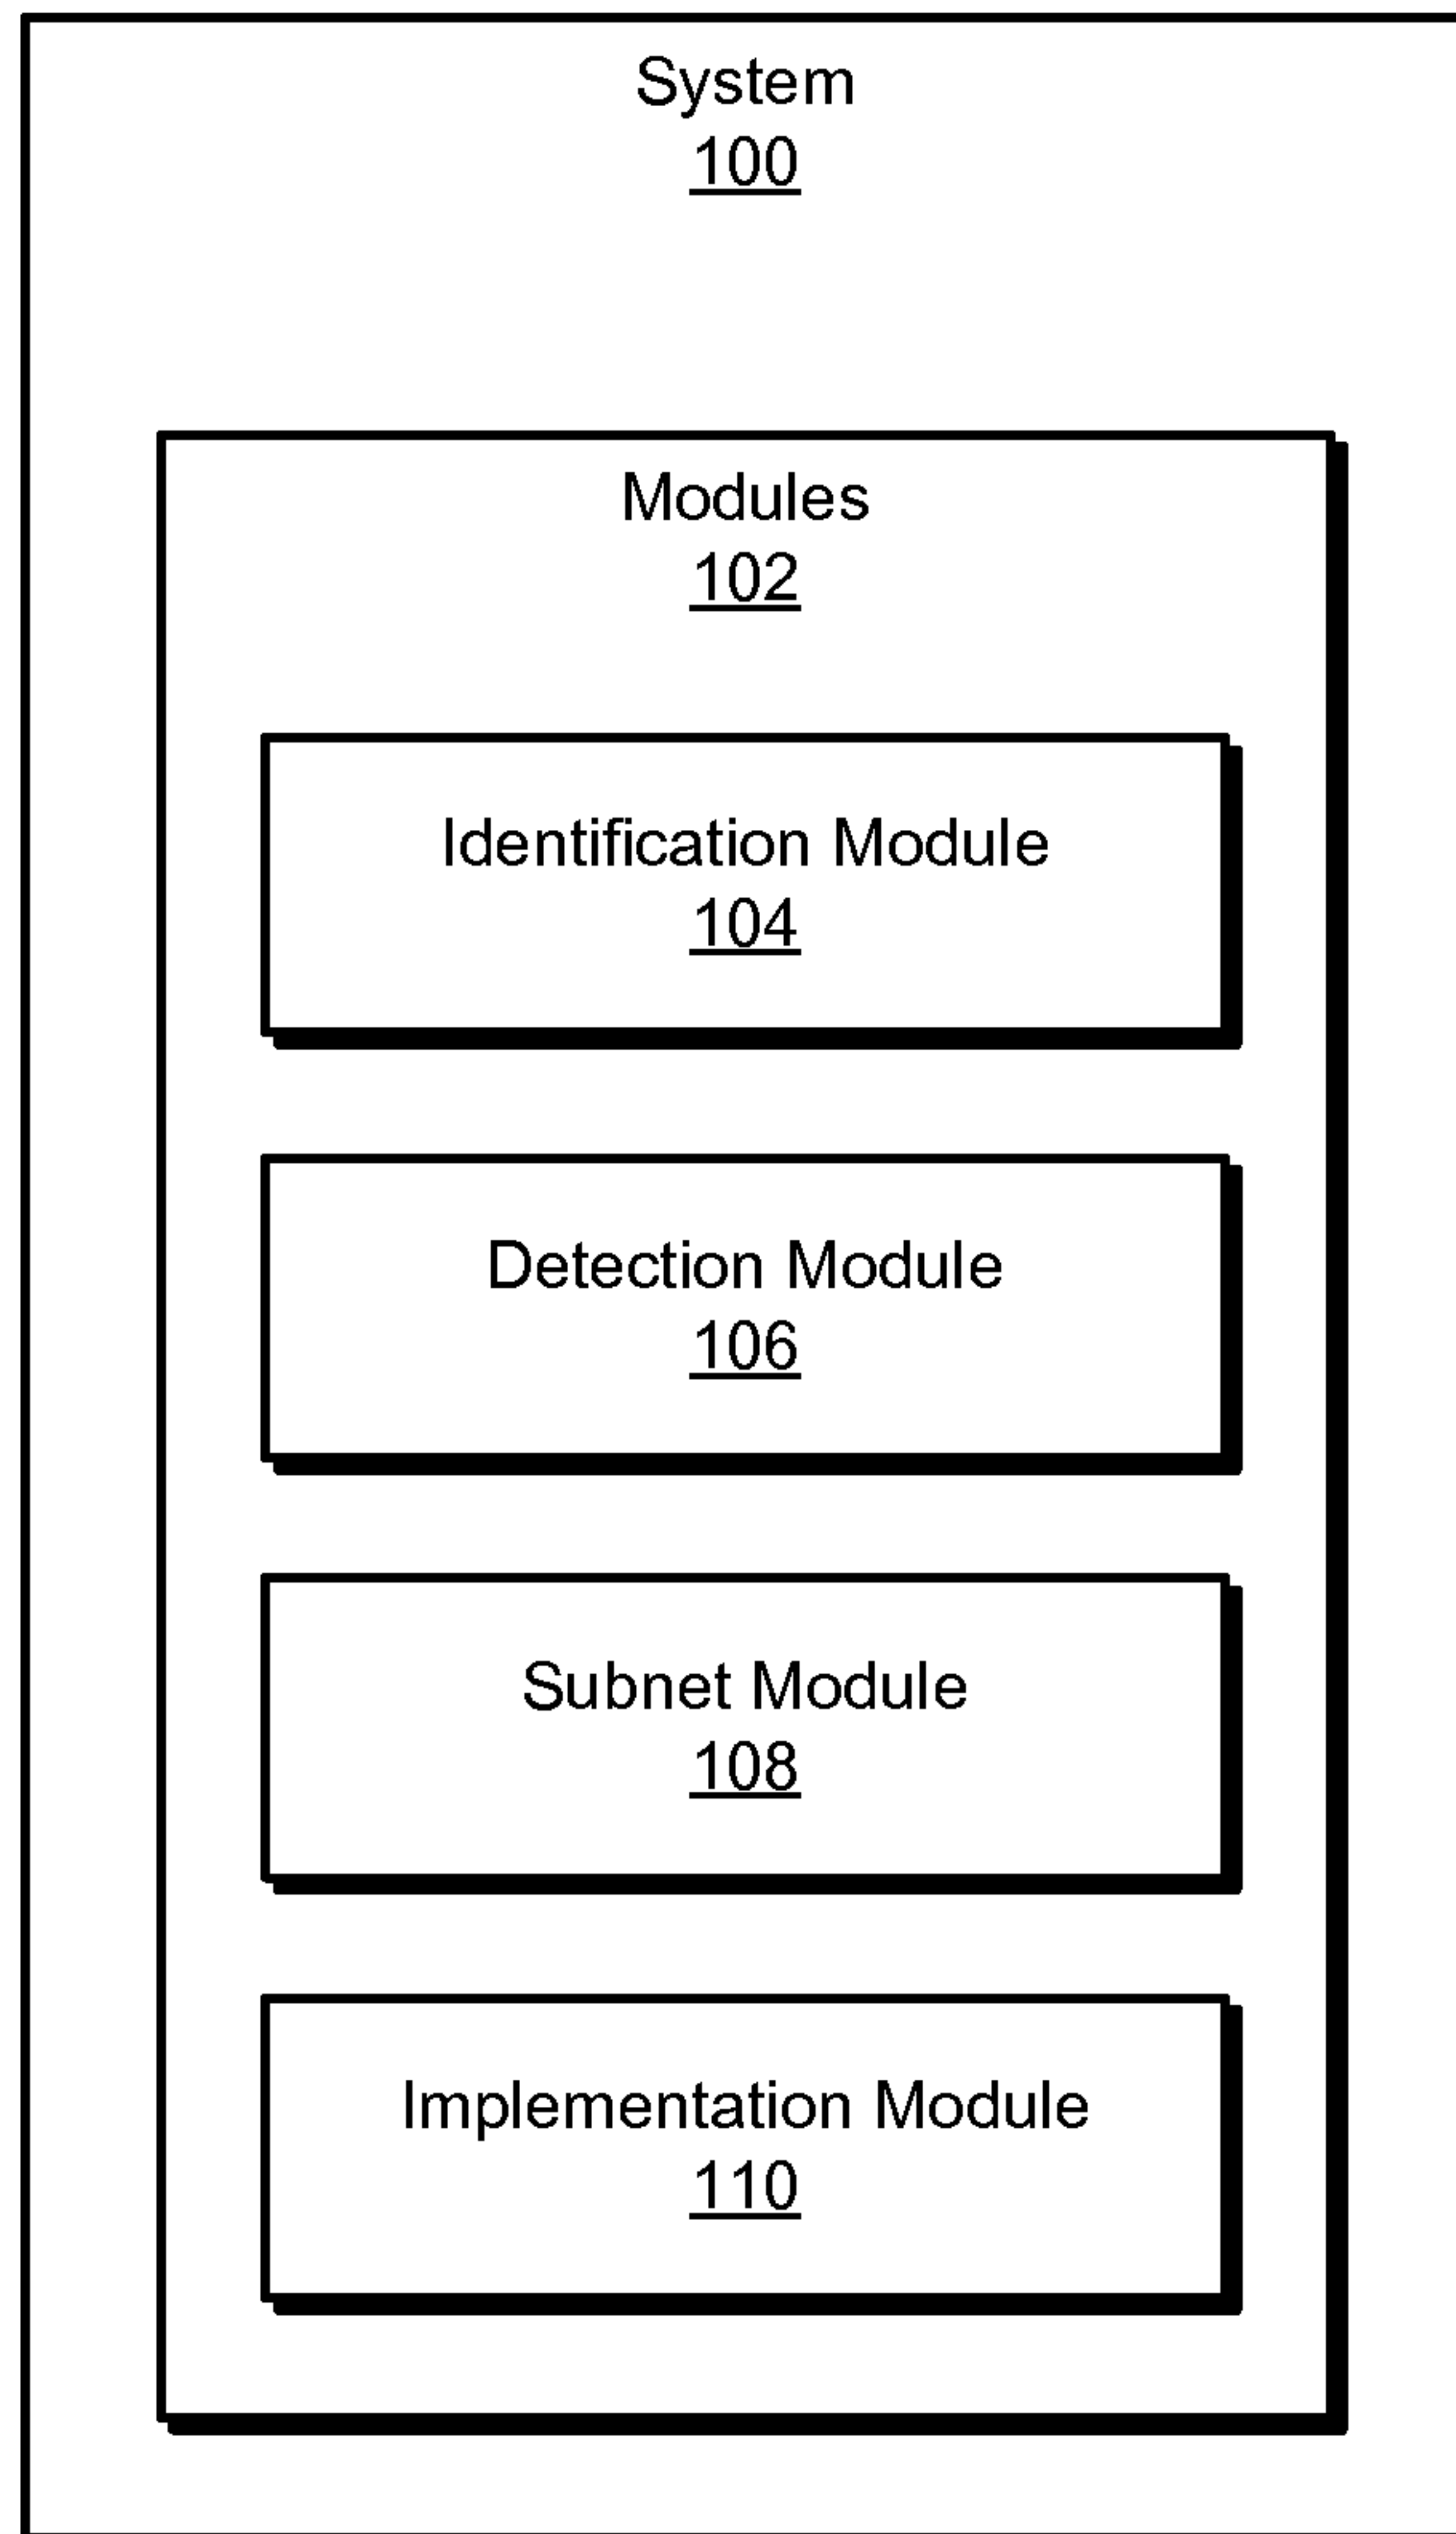 System
100
Modules
102
Identification Module
104
Detection Module
106
Subnet Module
108
Implementation Module
110